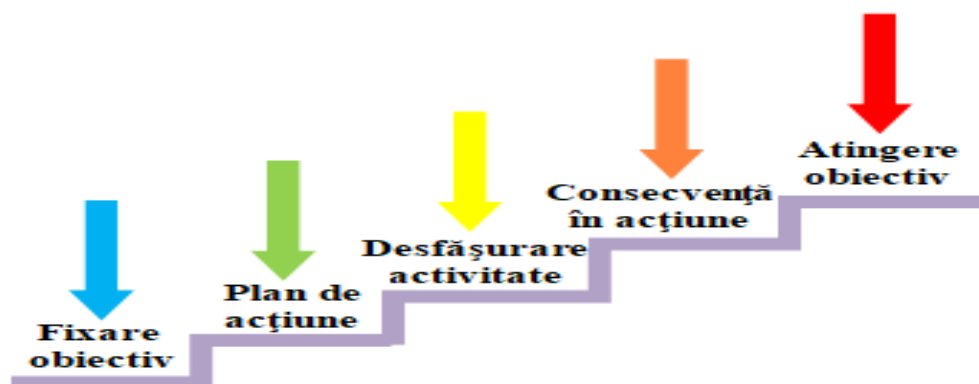 Fixare
obiectiv
Plan de
acţiune
Desfăşurare
activitate
Consecvenţă
în acţiune
Atingere
obiectiv